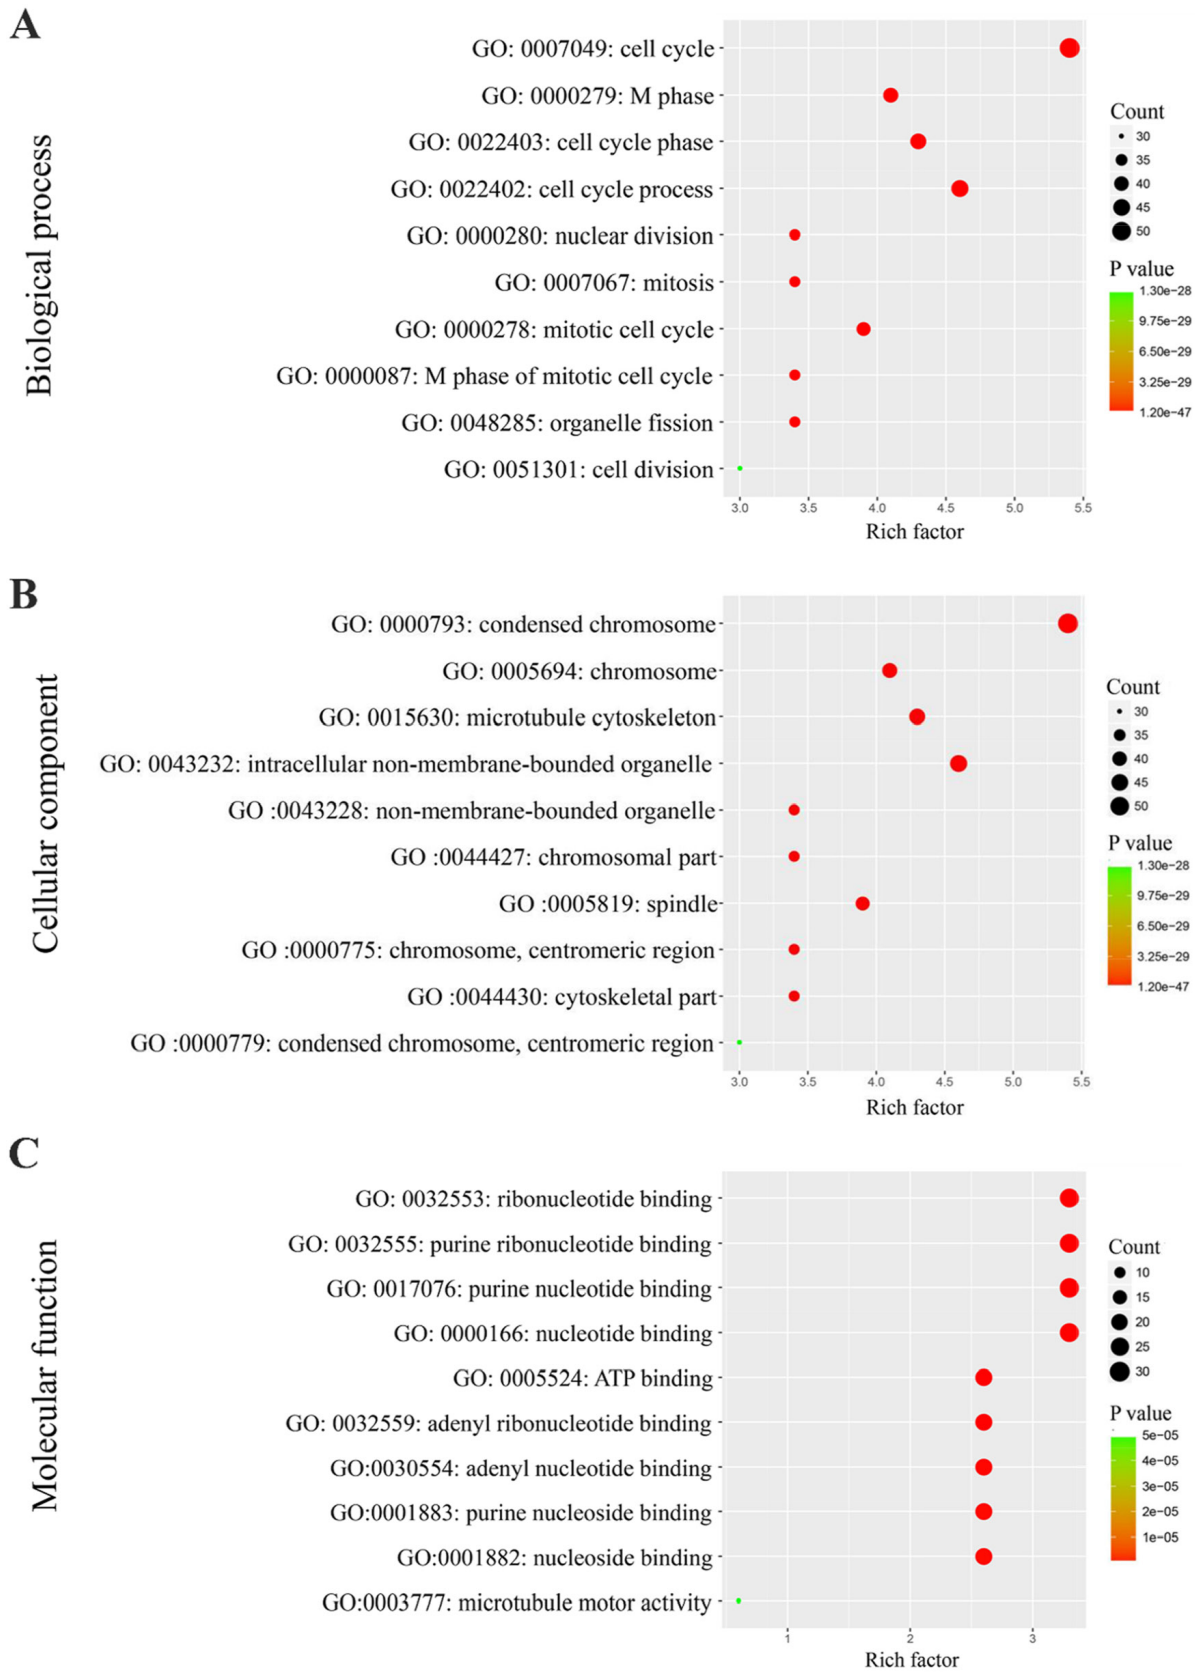 A
Biological process
GO: 0007049: cell cycle
GO: 0000279: M phase
GO: 0022403: cell cycle phase
GO: 0022402: cell cycle process
GO: 0000280: nuclear division
GO: 0007067: mitosis
GO: 0000278: mitotic cell cycle
GO: 0000087: M phase of mitotic cell cycle
GO: 0048285: organelle fission
GO: 0051301: cell division
3.0 3.5 4.0 4.5 5.0 5.5
Rich factor
Count
30
35
40
45
50
P value
1.30e−28
9.75e−29
6.50e−29
3.25e−29
1.20e−47
B
Cellular component
GO: 0000793: condensed chromosome
GO: 0005694: chromosome
GO: 0015630: microtubule cytoskeleton
GO: 0043232: intracellular non-membrane-bounded organelle
GO :0043228: non-membrane-bounded organelle
GO :0044427: chromosomal part
GO :0005819: spindle
GO :0000775: chromosome, centromeric region
GO :0044430: cytoskeletal part
GO :0000779: condensed chromosome, centromeric region
3.0 3.5 4.0 4.5 5.0 5.5
Rich factor
Count
30
35
40
45
50
P value
1.30e−28
9.75e−29
6.50e−29
3.25e−29
1.20e−47
C
Molecular function
GO: 0032553: ribonucleotide binding
GO: 0032555: purine ribonucleotide binding
GO: 0017076: purine nucleotide binding
GO: 0000166: nucleotide binding
GO: 0005524: ATP binding
GO: 0032559: adenyl ribonucleotide binding
GO:0030554: adenyl nucleotide binding
GO:0001883: purine nucleoside binding
GO:0001882: nucleoside binding
GO:0003777: microtubule motor activity
1 2 3
Rich factor
Count
10
15
20
25
30
P value
5e−05
4e−05
3e−05
2e−05
1e−05